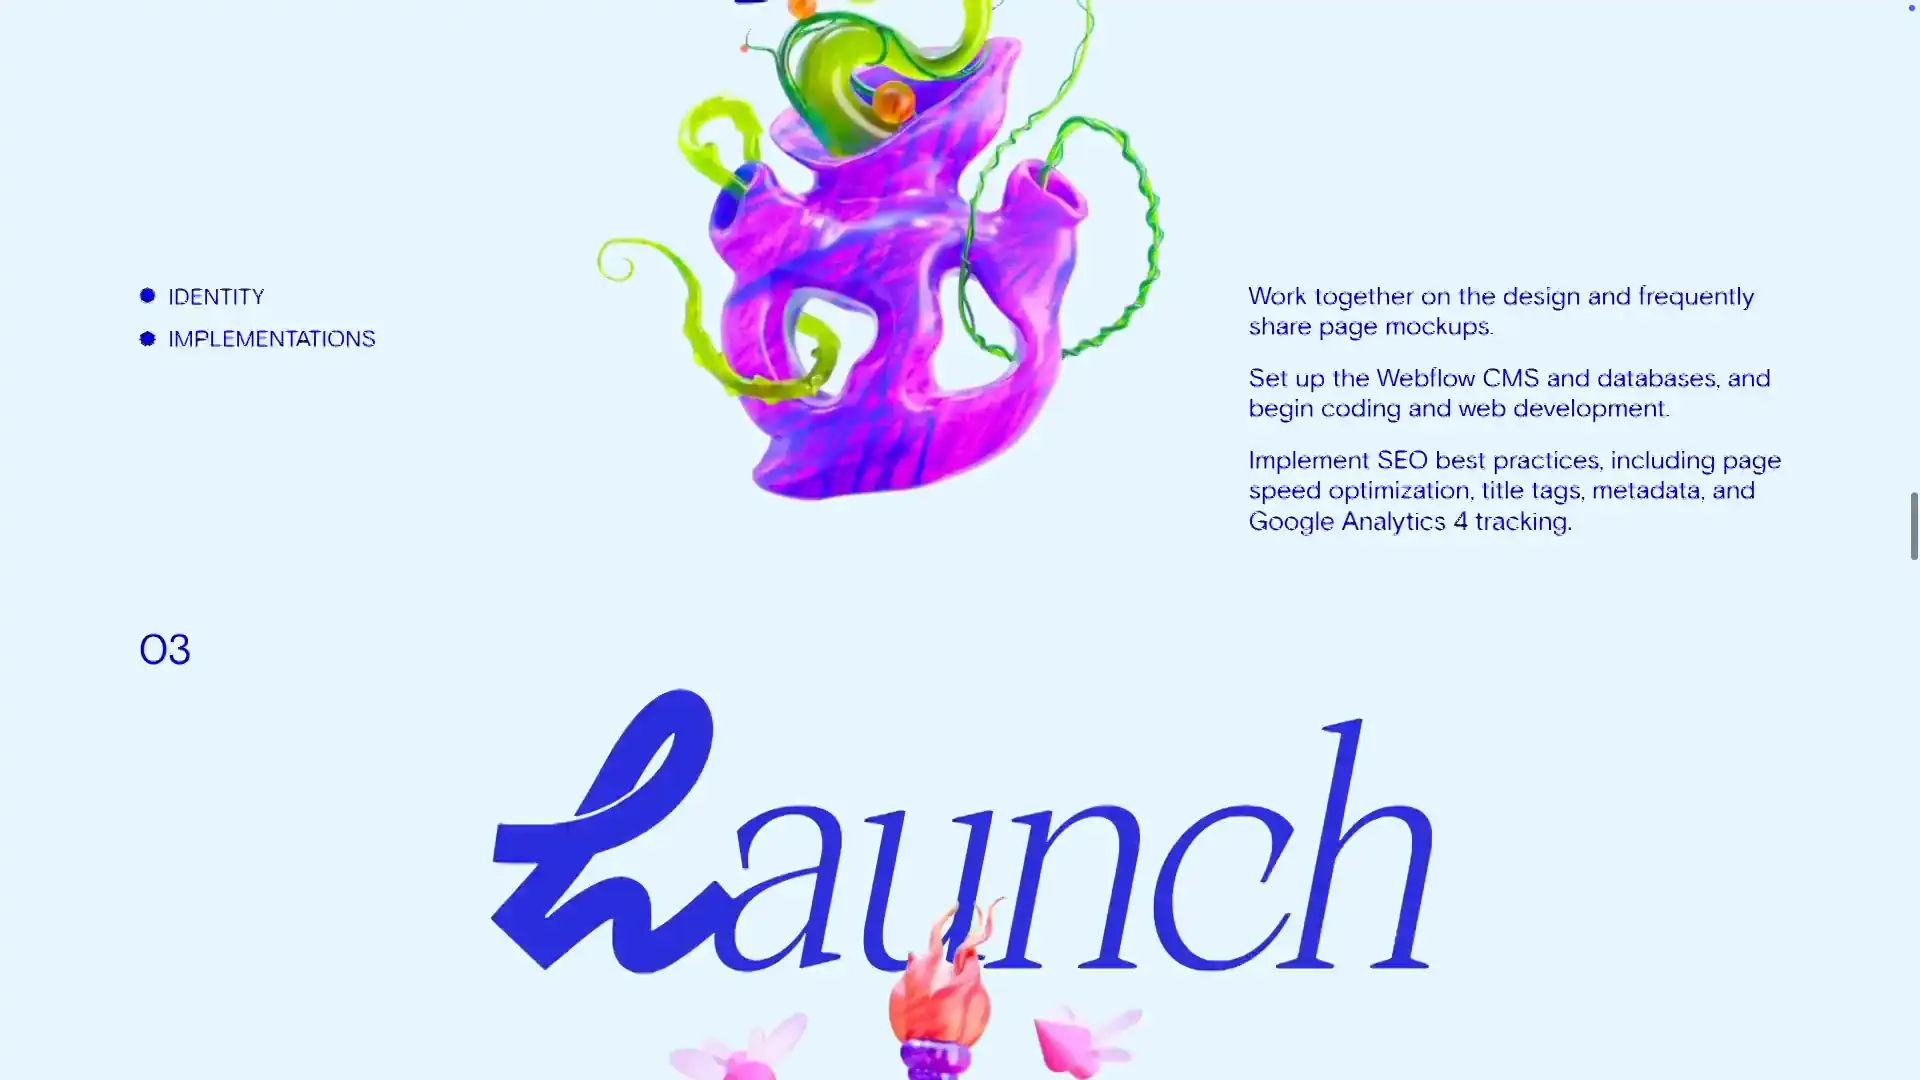 IDENTITY
IMPLEMENTATIONS
Work together on the design and frequently
share page mockups.
Set up the Webflow CMS and databases, and
begin coding and web development.
Implement SEO best practices, including page
speed optimization, title tags, metadata, and
Google Analytics 4 tracking.
03
Launch